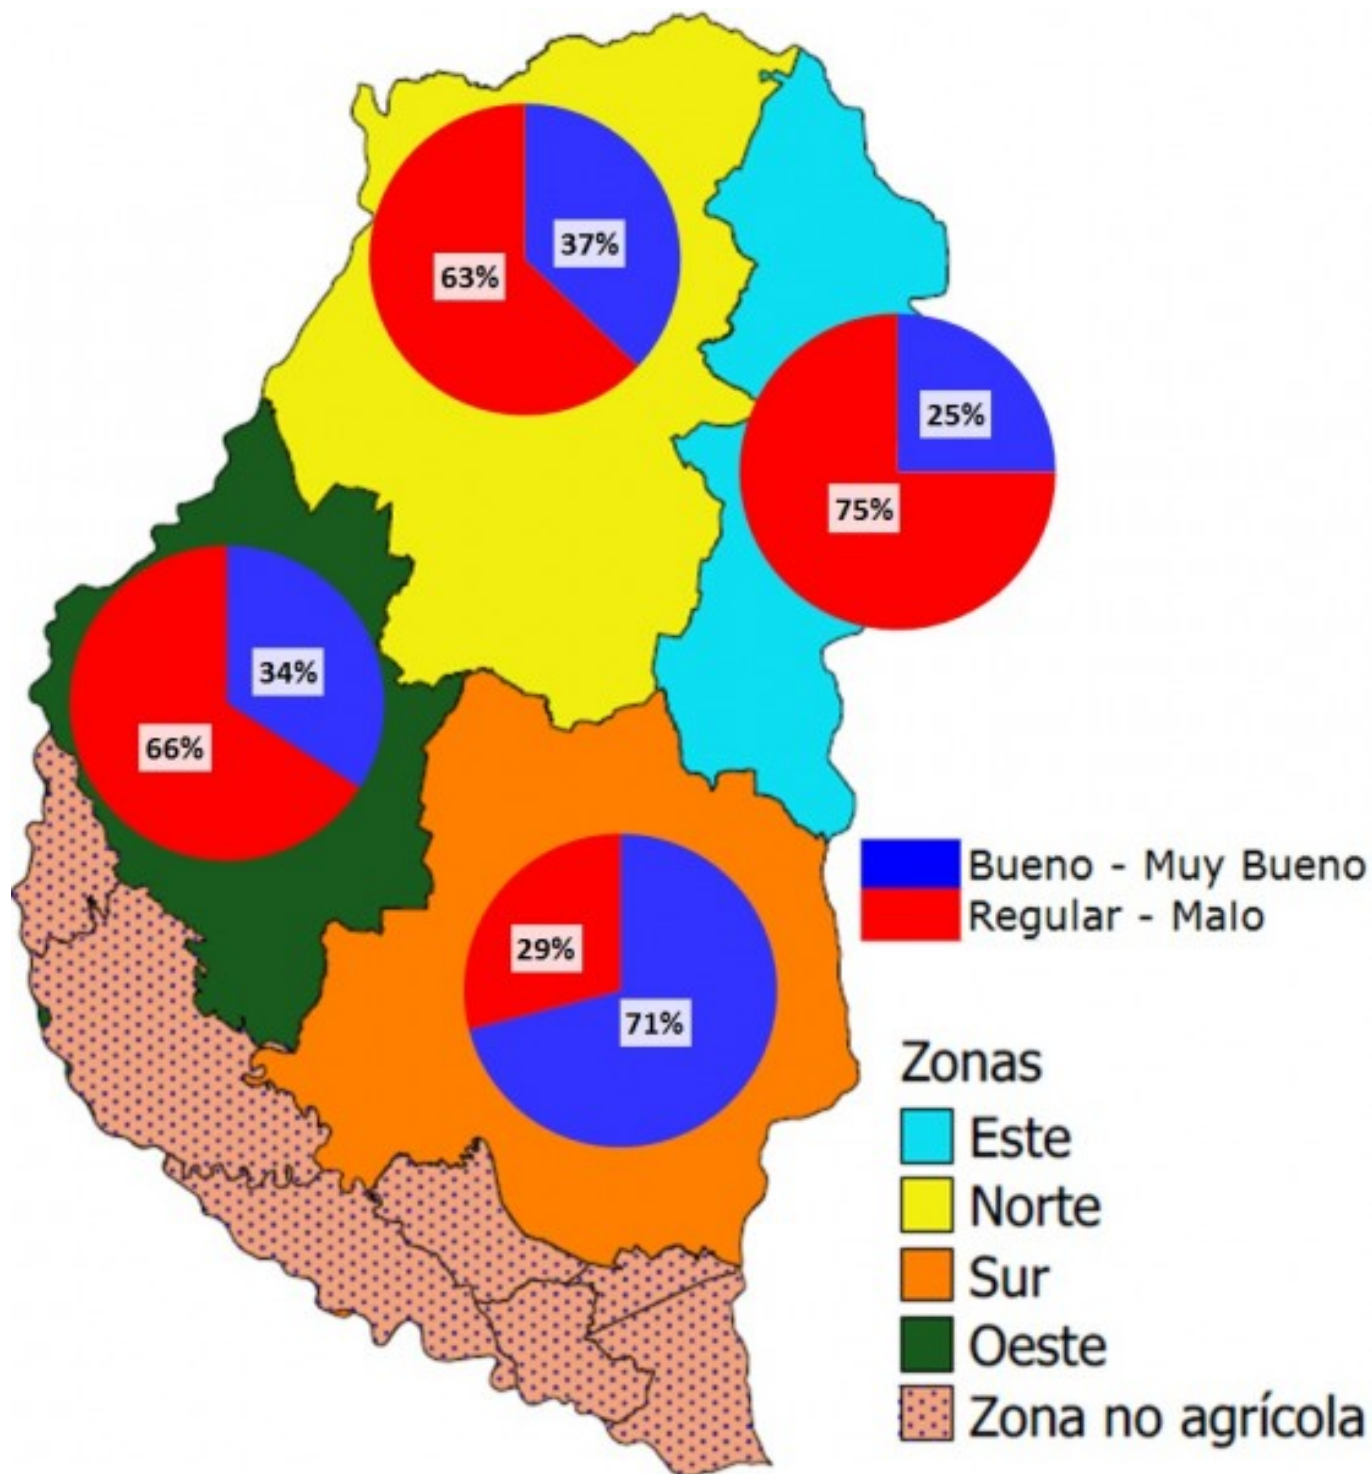 37%
63%
25%
75%
34%
66%
29%
71%
Bueno - Muy Bueno
Regular - Malo
Zonas
Este
Norte
Sur
Oeste
Zona no agrícola